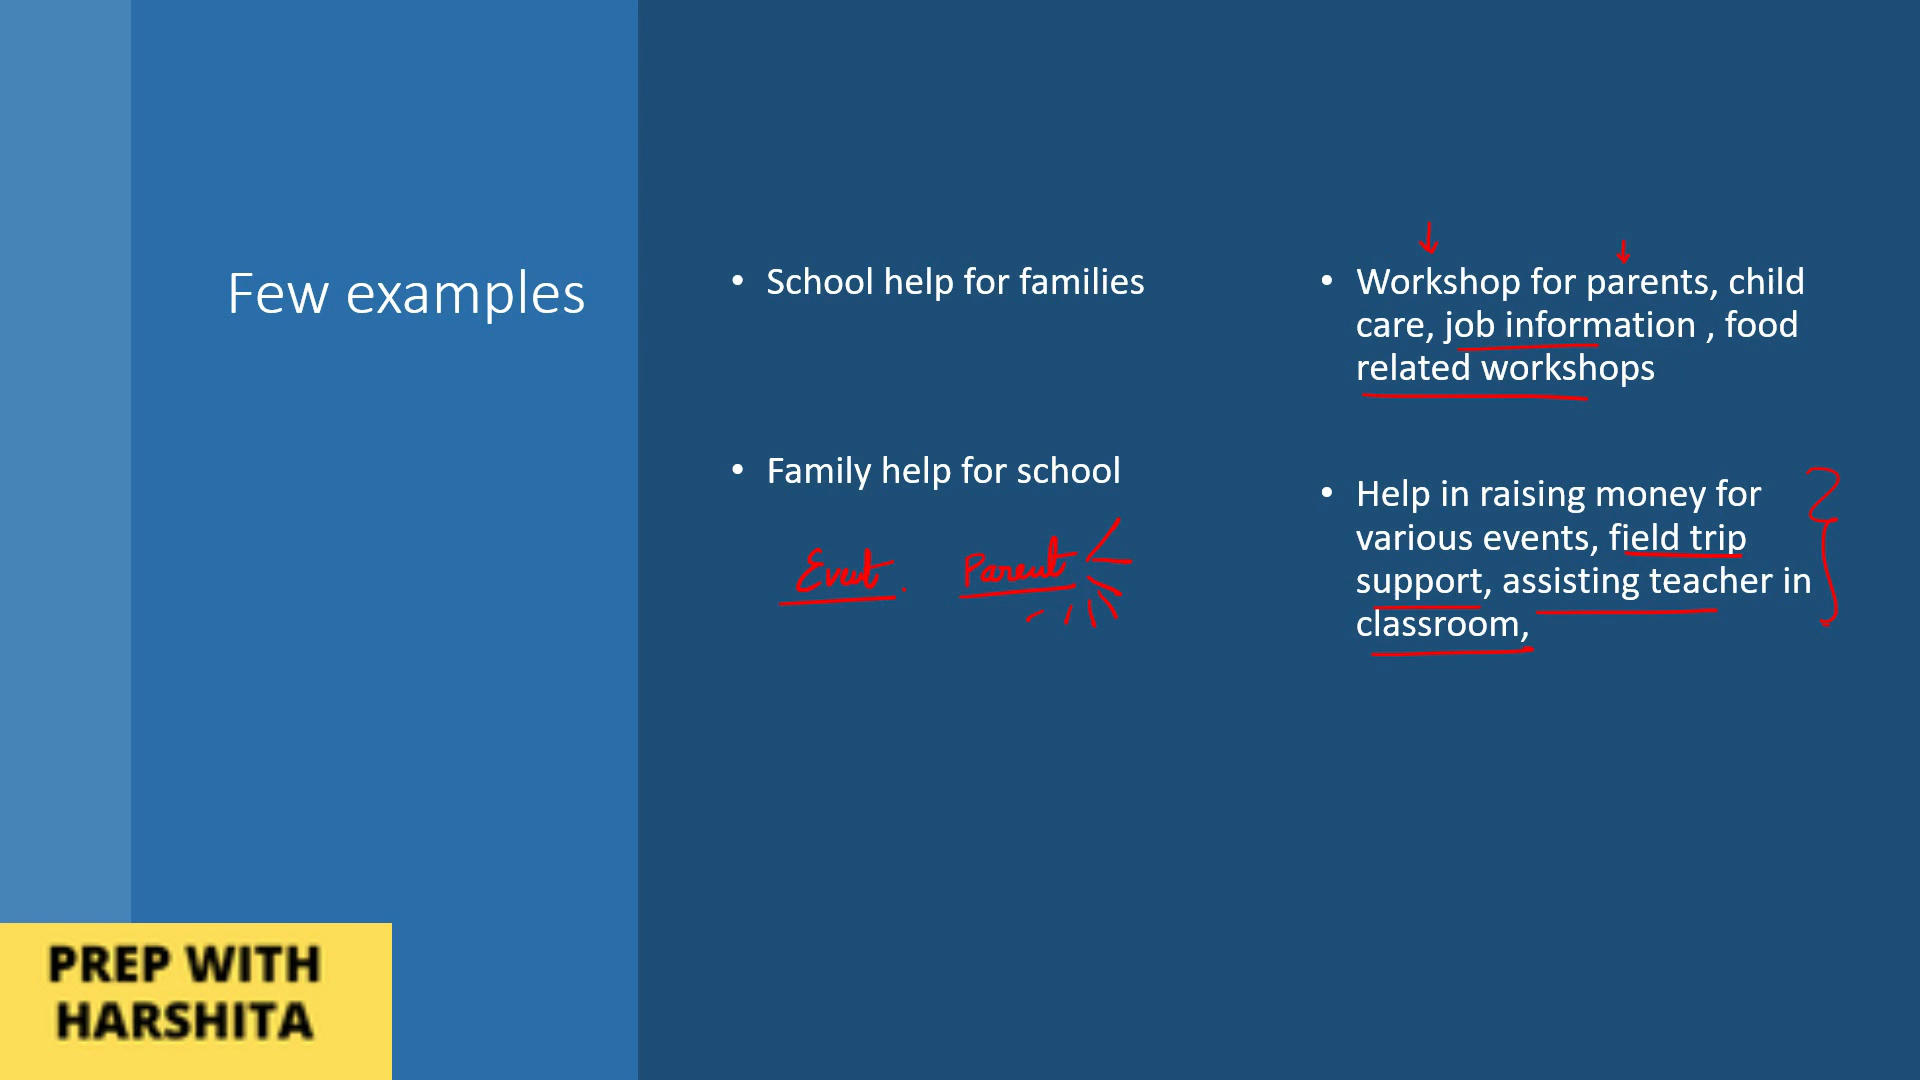 Few examples
• School help for families
• Family help for school
Event. Parent
• Workshop for parents, child
care, job information , food
related workshops
• Help in raising money for
various events, field trip
support, assisting teacher in
classroom,
PREP WITH
HARSHITA